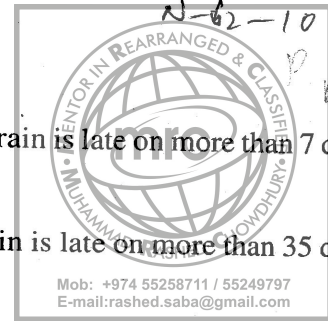 N-62-10
MENTOR IN REARRANGED & CLASSIFIED
rain is late on more than 7 d
mrc
MUHAMMAD RASHED CHOWDHURY
in is late on more than 35 d
Mob: +974 55258711 / 55249797
E-mail:rashed.saba@gmail.com